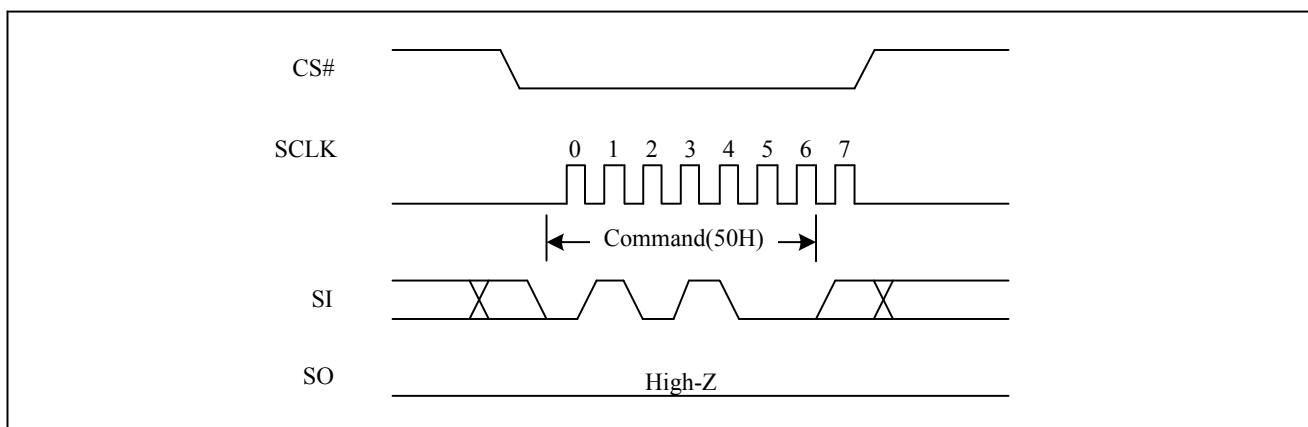 CS#
SCLK
0 1 2 3 4 5 6 7
Command(50H)
SI
SO
High-Z